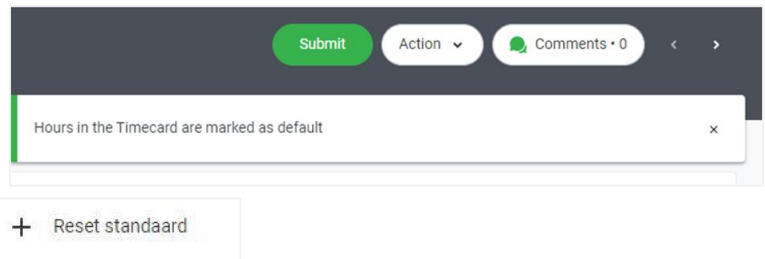 Submit Action Comments • 0
Hours in the Timecard are marked as default
Reset standaard